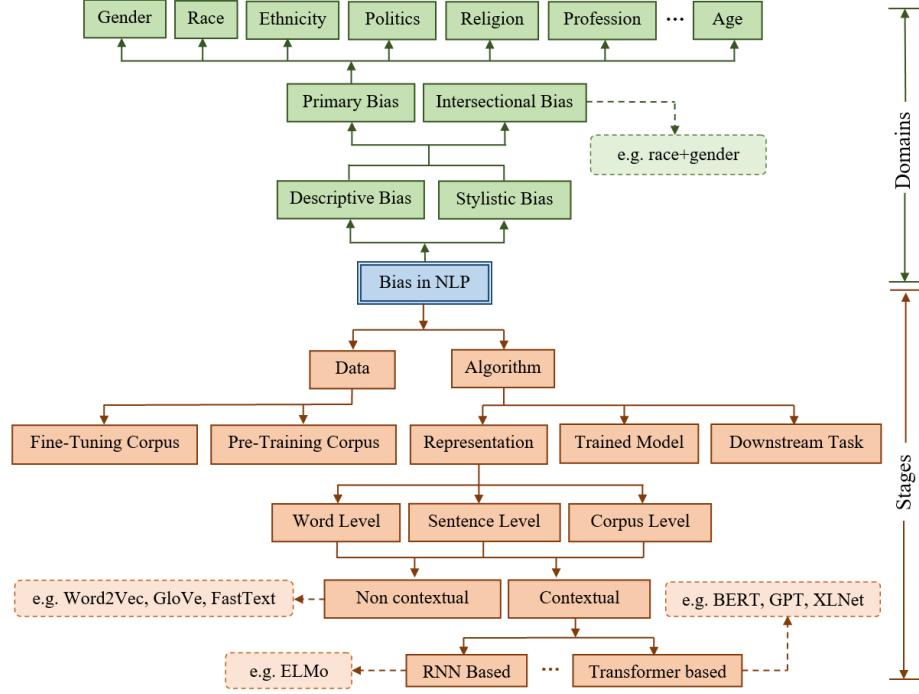 Gender Race Ethnicity Politics Religion Profession ... Age
Primary Bias Intersectional Bias
e.g. race+gender
Descriptive Bias Stylistic Bias
Domains
Bias in NLP
Data Algorithm
Fine-Tuning Corpus Pre-Training Corpus Representation Trained Model Downstream Task
Stages
Word Level Sentence Level Corpus Level
e.g. Word2Vec, GloVe, FastText Non contextual Contextual e.g. BERT, GPT, XLNet
e.g. ELMo RNN Based ... Transformer based